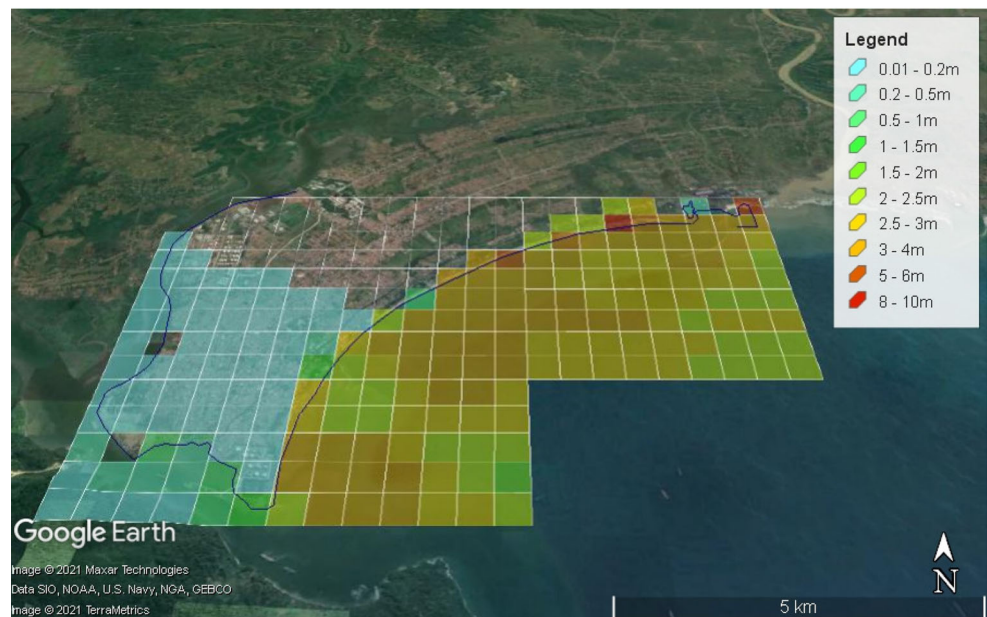 Legend
0.01 - 0.2m
0.2 - 0.5m
0.5 - 1m
1 - 1.5m
1.5 - 2m
2 - 2.5m
2.5 - 3m
3 - 4m
5 - 6m
8 - 10m
Google Earth
Image © 2021 Maxar Technologies
Data SIO, NOAA, U.S. Navy, NGA, GEBCO
Image © 2021 TerraMetrics
N
5 km